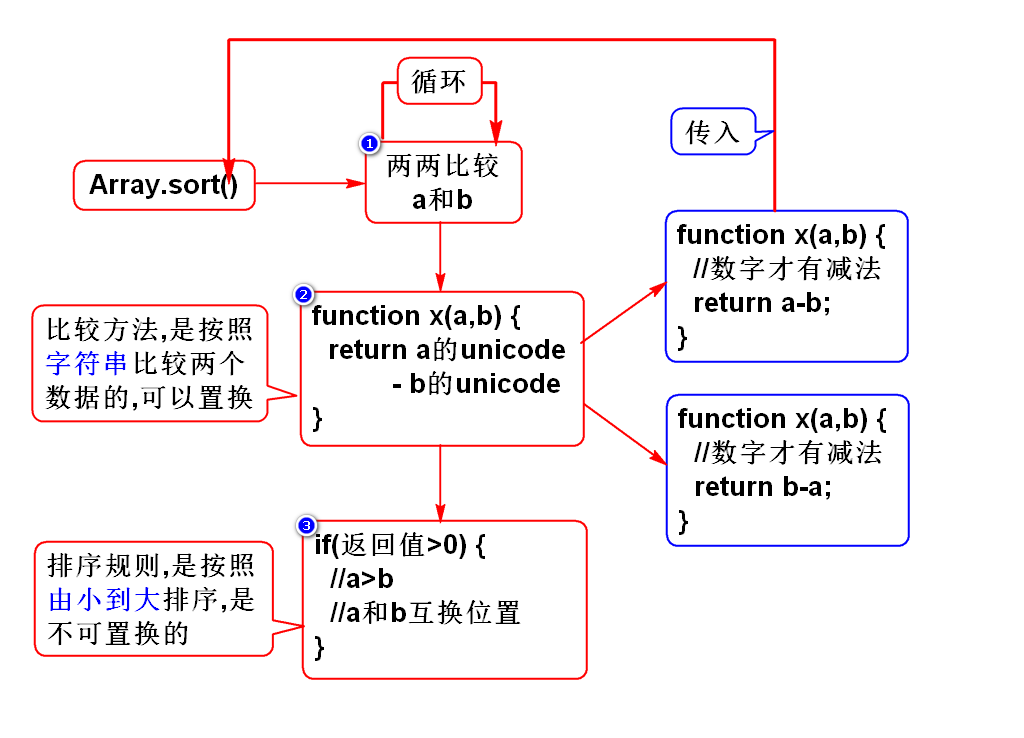 循环
传入
1
两两比较
a和b
Array.sort()
function x(a,b) {
//数字才有减法
return a-b;
}
2
function x(a,b) {
return a的unicode
- b的unicode
}
比较方法,是按照
字符串比较两个
数据的,可以置换
function x(a,b) {
//数字才有减法
return b-a;
}
3
if(返回值>0) {
//a>b
//a和b互换位置
}
排序规则,是按照
由小到大排序,是
不可置换的